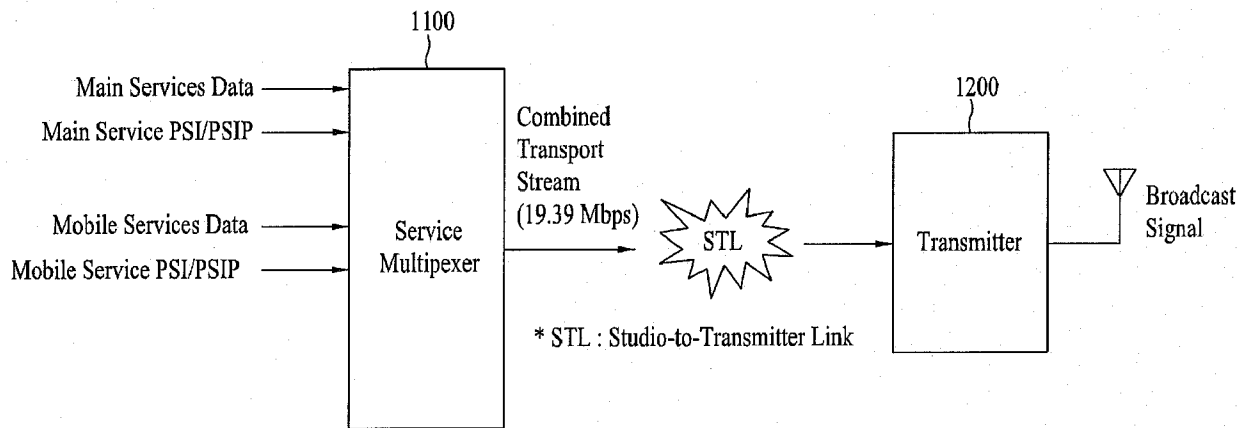 1100
Main Services Data
Main Service PSI/PSIP
Mobile Services Data
Mobile Service PSI/PSIP
Service
Multipexer
Combined
Transport
Stream
(19.39 Mbps)
STL
* STL : Studio-to-Transmitter Link
1200
Transmitter
Broadcast
Signal